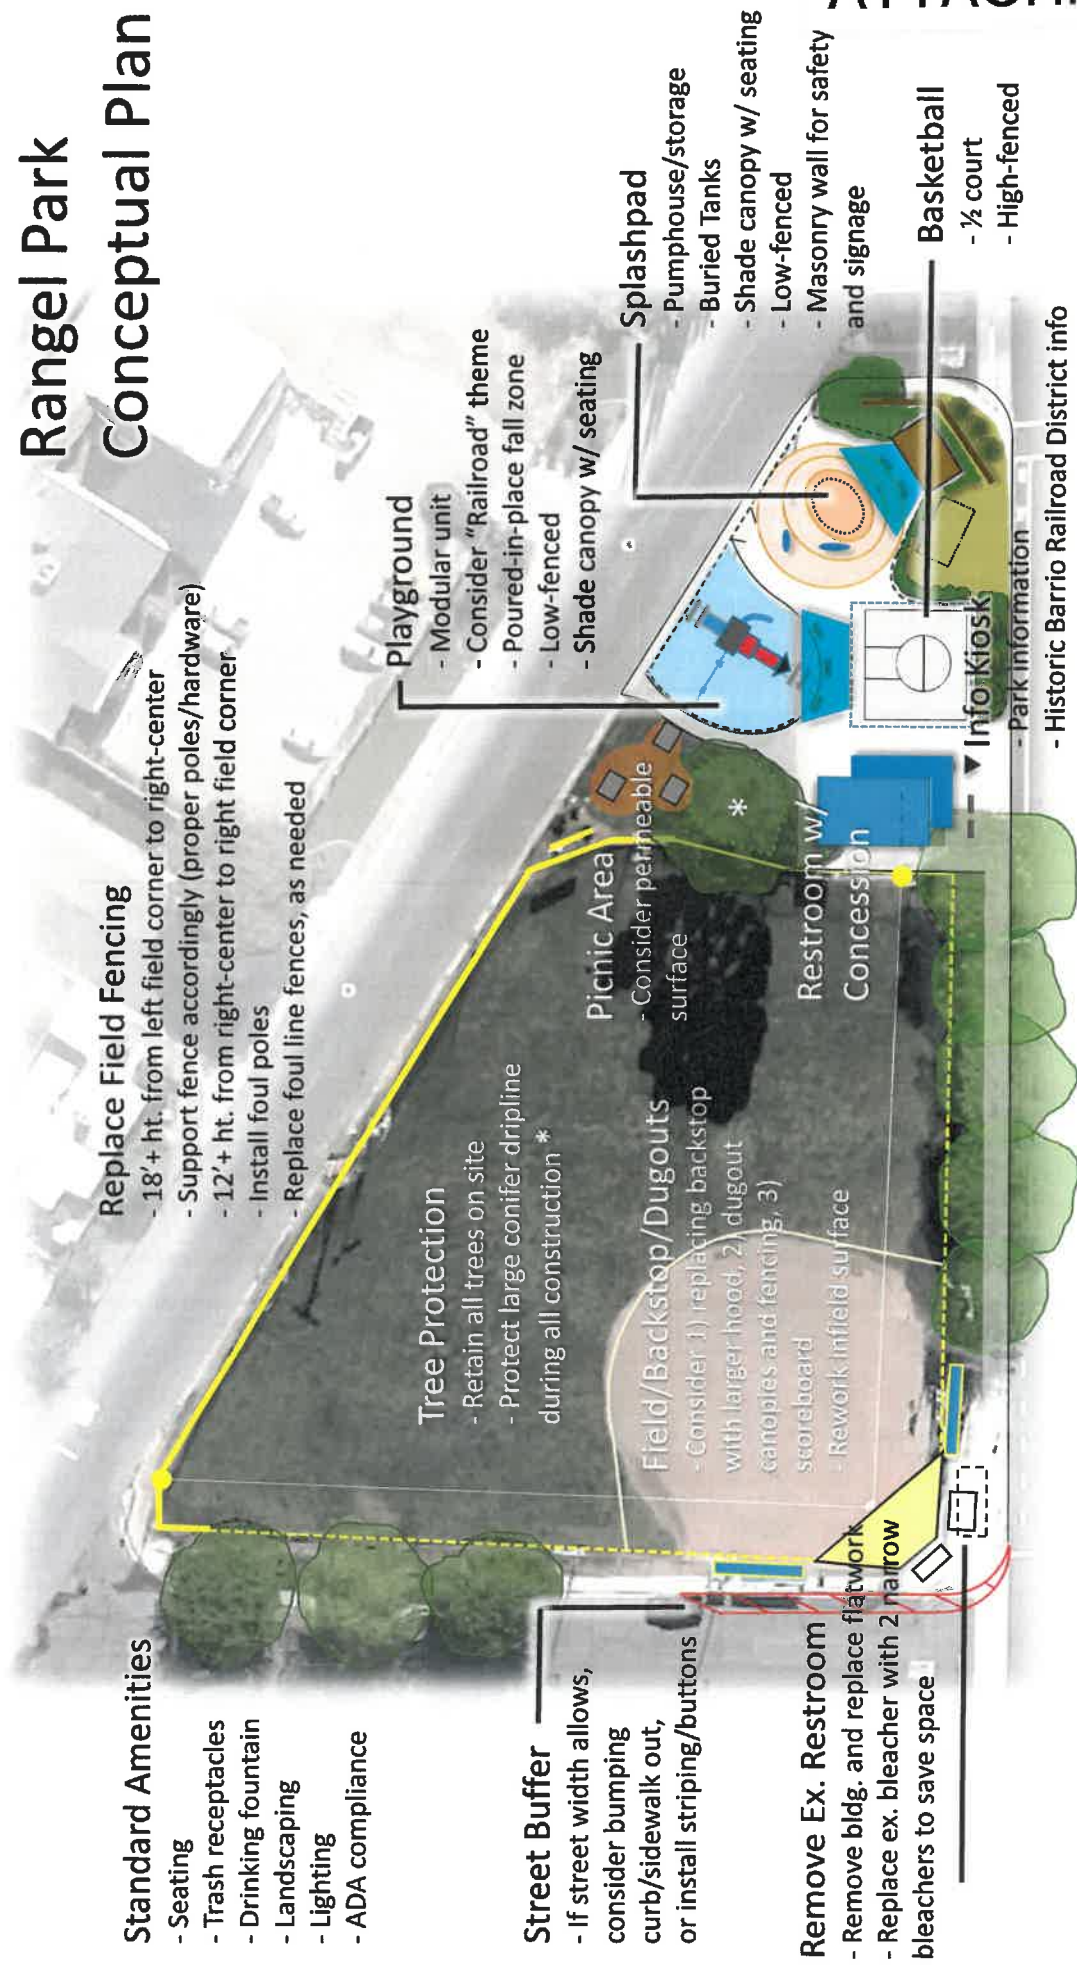 Rangel Park
Conceptual Plan
Replace Field Fencing
- 18'+ ht. from left field corner to right-center
- Support fence accordingly (proper poles/hardware)
- 12'+ ht. from right-center to right field corner
- Install foul poles
- Replace foul line fences, as needed
Standard Amenities
- Seating
- Trash receptacles
- Drinking fountain
- Landscaping
- Lighting
- ADA compliance
Playground
- Modular unit
- Consider "Railroad" theme
- Poured-in-place fall zone
- Low-fenced
- Shade canopy w/ seating
Splashpad
- Pumphouse/storage
- Buried Tanks
- Shade canopy w/ seating
- Low-fenced
- Masonry wall for safety
and signage
Tree Protection
- Retain all trees on site
- Protect large conifer dripline
during all construction *
Picnic Area
- Consider permeable
surface
*
Street Buffer
- If street width allows,
consider bumping
curb/sidewalk out,
or install striping/buttons
Field/Backstop/Dugouts
- Consider 1) replacing backstop
with larger hood, 2) dugout
canopies and fencing, 3)
scoreboard
- Rework infield surface
Restroom w/
Concession
Basketball
- ½ court
- High-fenced
Remove Ex. Restroom
- Remove bldg. and replace flatwork
- Replace ex. bleacher with 2 narrow
bleachers to save space
Info Kiosk
- Park Information
- Historic Barrio Railroad District info